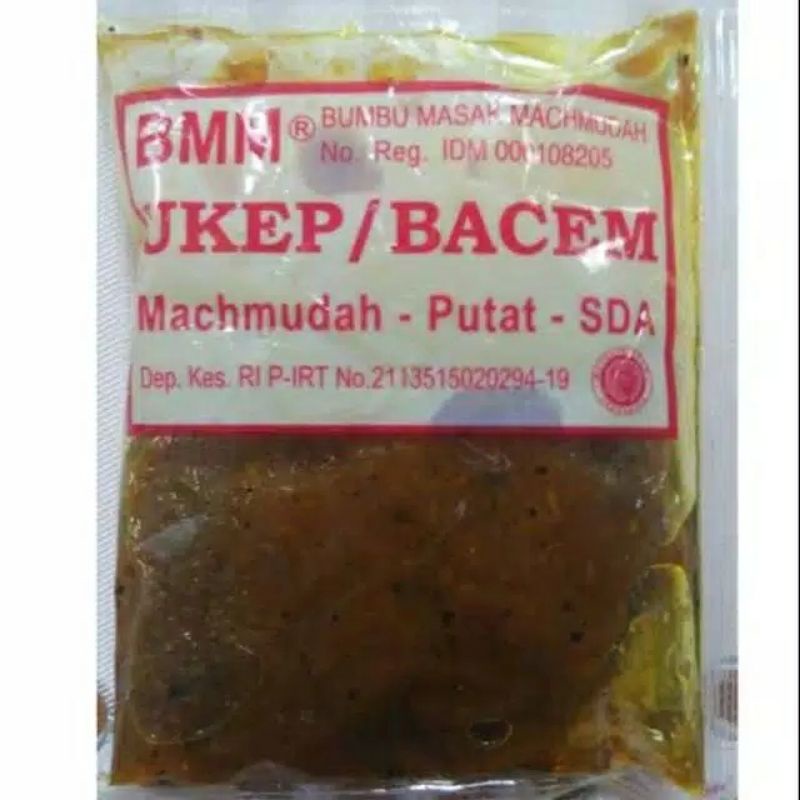 BMM® BUMBU MASAK MACHMUDAH
No. Reg. IDM 000108205
UKEP/BACEM
Machmudah - Putat - SDA
Dep. Kes. RI P-IRT No.2113515020294-19